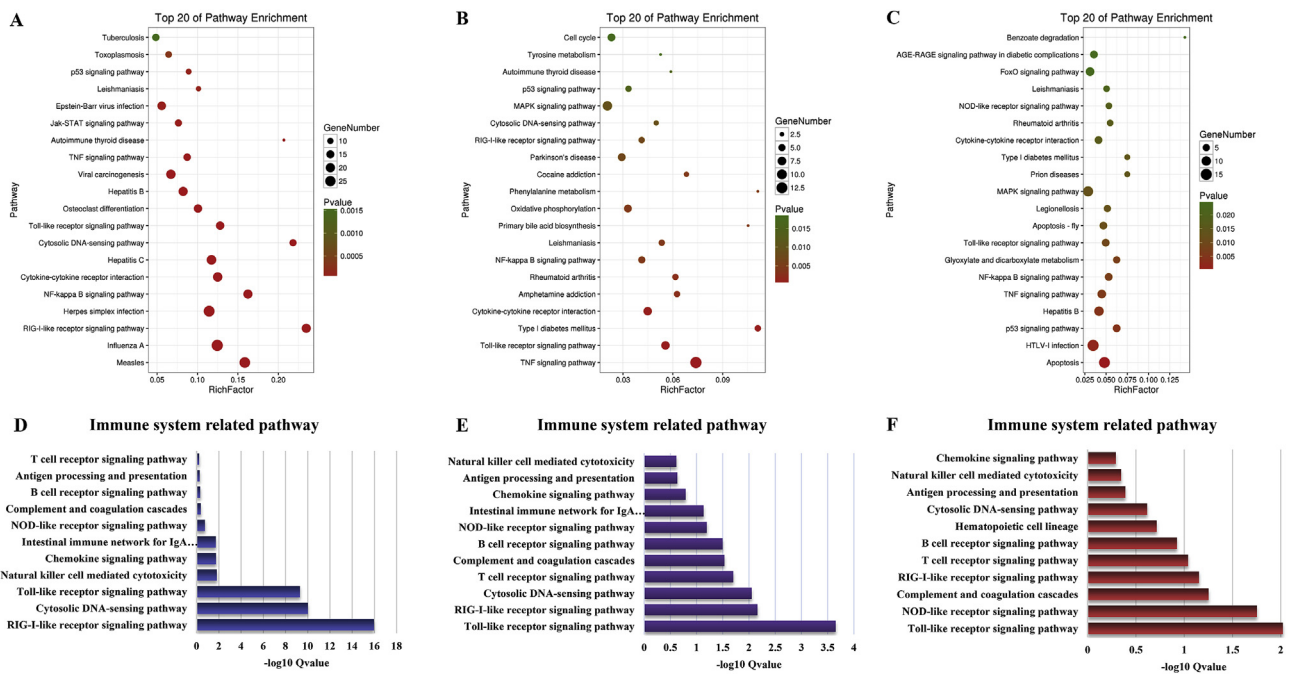 A
Top 20 of Pathway Enrichment
Pathway
Tuberculosis
Toxoplasmosis
p53 signaling pathway
Leishmaniasis
Epstein-Barr virus infection
Jak-STAT signaling pathway
Autoimmune thyroid disease
TNF signaling pathway
Viral carcinogenesis
Hepatitis B
Osteoclast differentiation
Toll-like receptor signaling pathway
Cytosolic DNA-sensing pathway
Hepatitis C
Cytokine-cytokine receptor interaction
NF-kappa B signaling pathway
Herpes simplex infection
RIG-I-like receptor signaling pathway
Influenza A
Measles
0.05 0.10 0.15 0.20
RichFactor
GeneNumber
10
15
20
25
Pvalue
0.0015
0.0010
0.0005
B
Top 20 of Pathway Enrichment
Pathway
Cell cycle
Tyrosine metabolism
Autoimmune thyroid disease
p53 signaling pathway
MAPK signaling pathway
Cytosolic DNA-sensing pathway
RIG-I-like receptor signaling pathway
Parkinson's disease
Cocaine addiction
Phenylalanine metabolism
Oxidative phosphorylation
Primary bile acid biosynthesis
Leishmaniasis
NF-kappa B signaling pathway
Rheumatoid arthritis
Amphetamine addiction
Cytokine-cytokine receptor interaction
Type I diabetes mellitus
Toll-like receptor signaling pathway
TNF signaling pathway
0.03 0.06 0.09
RichFactor
GeneNumber
2.5
5.0
7.5
10.0
12.5
Pvalue
0.015
0.010
0.005
C
Top 20 of Pathway Enrichment
Pathway
Benzoate degradation
AGE-RAGE signaling pathway in diabetic complications
FoxO signaling pathway
Leishmaniasis
NOD-like receptor signaling pathway
Rheumatoid arthritis
Cytokine-cytokine receptor interaction
Type I diabetes mellitus
Prion diseases
MAPK signaling pathway
Legionellosis
Apoptosis - fly
Toll-like receptor signaling pathway
Glyoxylate and dicarboxylate metabolism
NF-kappa B signaling pathway
TNF signaling pathway
Hepatitis B
p53 signaling pathway
HTLV-I infection
Apoptosis
0.025 0.050 0.075 0.100 0.125
RichFactor
GeneNumber
5
10
15
Pvalue
0.020
0.015
0.010
0.005
D
Immune system related pathway
T cell receptor signaling pathway
Antigen processing and presentation
B cell receptor signaling pathway
Complement and coagulation cascades
NOD-like receptor signaling pathway
Intestinal immune network for IgA…
Chemokine signaling pathway
Natural killer cell mediated cytotoxicity
Toll-like receptor signaling pathway
Cytosolic DNA-sensing pathway
RIG-I-like receptor signaling pathway
0 2 4 6 8 10 12 14 16 18
-log10 Qvalue
E
Immune system related pathway
Natural killer cell mediated cytotoxicity
Antigen processing and presentation
Chemokine signaling pathway
Intestinal immune network for IgA…
NOD-like receptor signaling pathway
B cell receptor signaling pathway
Complement and coagulation cascades
T cell receptor signaling pathway
Cytosolic DNA-sensing pathway
RIG-I-like receptor signaling pathway
Toll-like receptor signaling pathway
0 0.5 1 1.5 2 2.5 3 3.5 4
-log10 Qvalue
F
Immune system related pathway
Chemokine signaling pathway
Natural killer cell mediated cytotoxicity
Antigen processing and presentation
Cytosolic DNA-sensing pathway
Hematopoietic cell lineage
B cell receptor signaling pathway
T cell receptor signaling pathway
RIG-I-like receptor signaling pathway
Complement and coagulation cascades
NOD-like receptor signaling pathway
Toll-like receptor signaling pathway
0 0.5 1 1.5 2
-log10 Qvalue